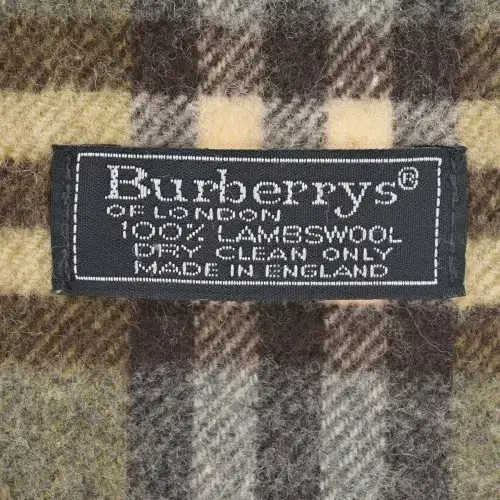 Burberrys®
OF LONDON
100% LAMBSWOOL
DRY CLEAN ONLY
MADE IN ENGLAND